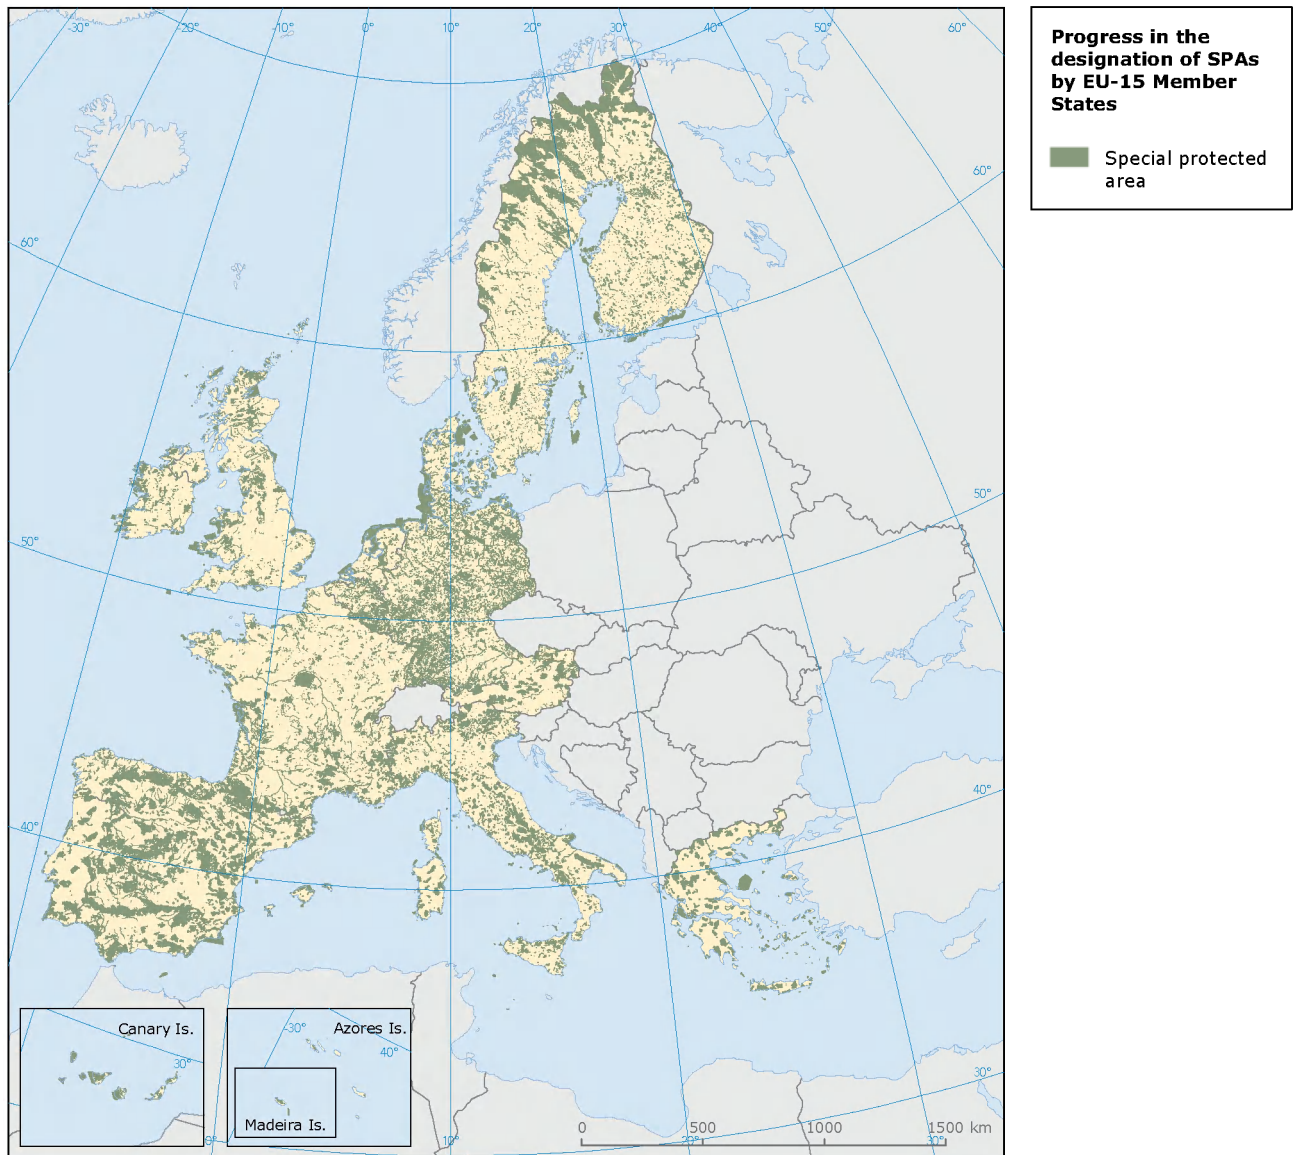 -30°
-20°
-10°
0°
10°
20°
30°
40°
50°
60°
Progress in the
designation of SPAs
by EU-15 Member
States
Special protected
area
60°
60°
50°
50°
40°
40°
Canary Is.
30°
-30°
Azores Is.
40°
Madeira Is.
30°
0
500
1000
1500 km
10°
20°
30°